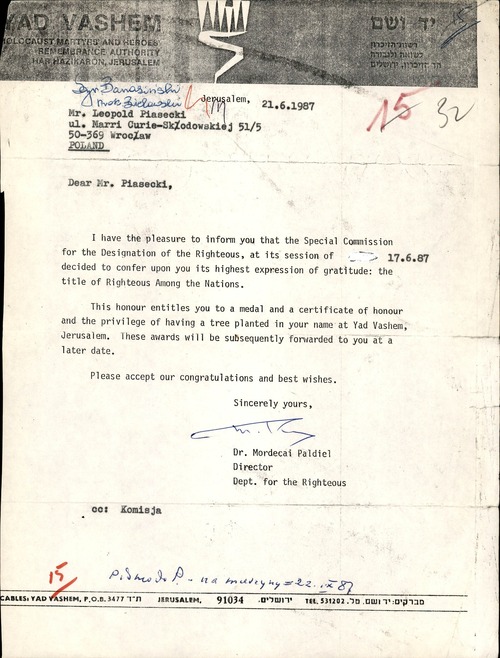 YAD VASHEM
HOLOCAUST MARTYRS' AND HEROES'
REMEMBRANCE AUTHORITY
HAR HAZIKARON, JERUSALEM
יד ושם
רשות הזיכרון
לשואה ולגבורה
הר הזיכרון, ירושלים
15
Jerusalem, 21.6.1987
15
32
Mr. Leopold Piasecki
ul. Marri Curie-Skłodowskiej 51/5
50-369 Wrocław
POLAND
Dear Mr. Piasecki,
I have the pleasure to inform you that the Special Commission
for the Designation of the Righteous, at its session of 17.6.87
decided to confer upon you its highest expression of gratitude: the
title of Righteous Among the Nations.
This honour entitles you to a medal and a certificate of honour
and the privilege of having a tree planted in your name at Yad Vashem,
Jerusalem. These awards will be subsequently forwarded to you at a
later date.
Please accept our congratulations and best wishes.
Sincerely yours,
Dr. Mordecai Paldiel
Director
Dept. for the Righteous
cc: Komisja
15
CABLES: YAD VASHEM, P.O.B. 3477 ת"ד JERUSALEM, 91034 ירושלים. TEL. 531202 .טל .מברקים: יד ושם